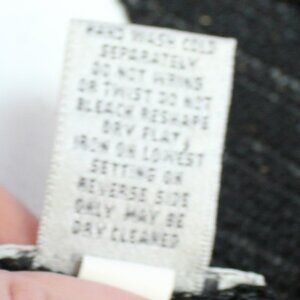 HAND WASH COLD
SEPARATELY
DO NOT WRING
OR TWIST DO NOT
BLEACH RESHAPE
DRY FLAT,
IRON ON LOWEST
SETTING ON
REVERSE SIDE
ONLY MAY BE
DRY CLEANED